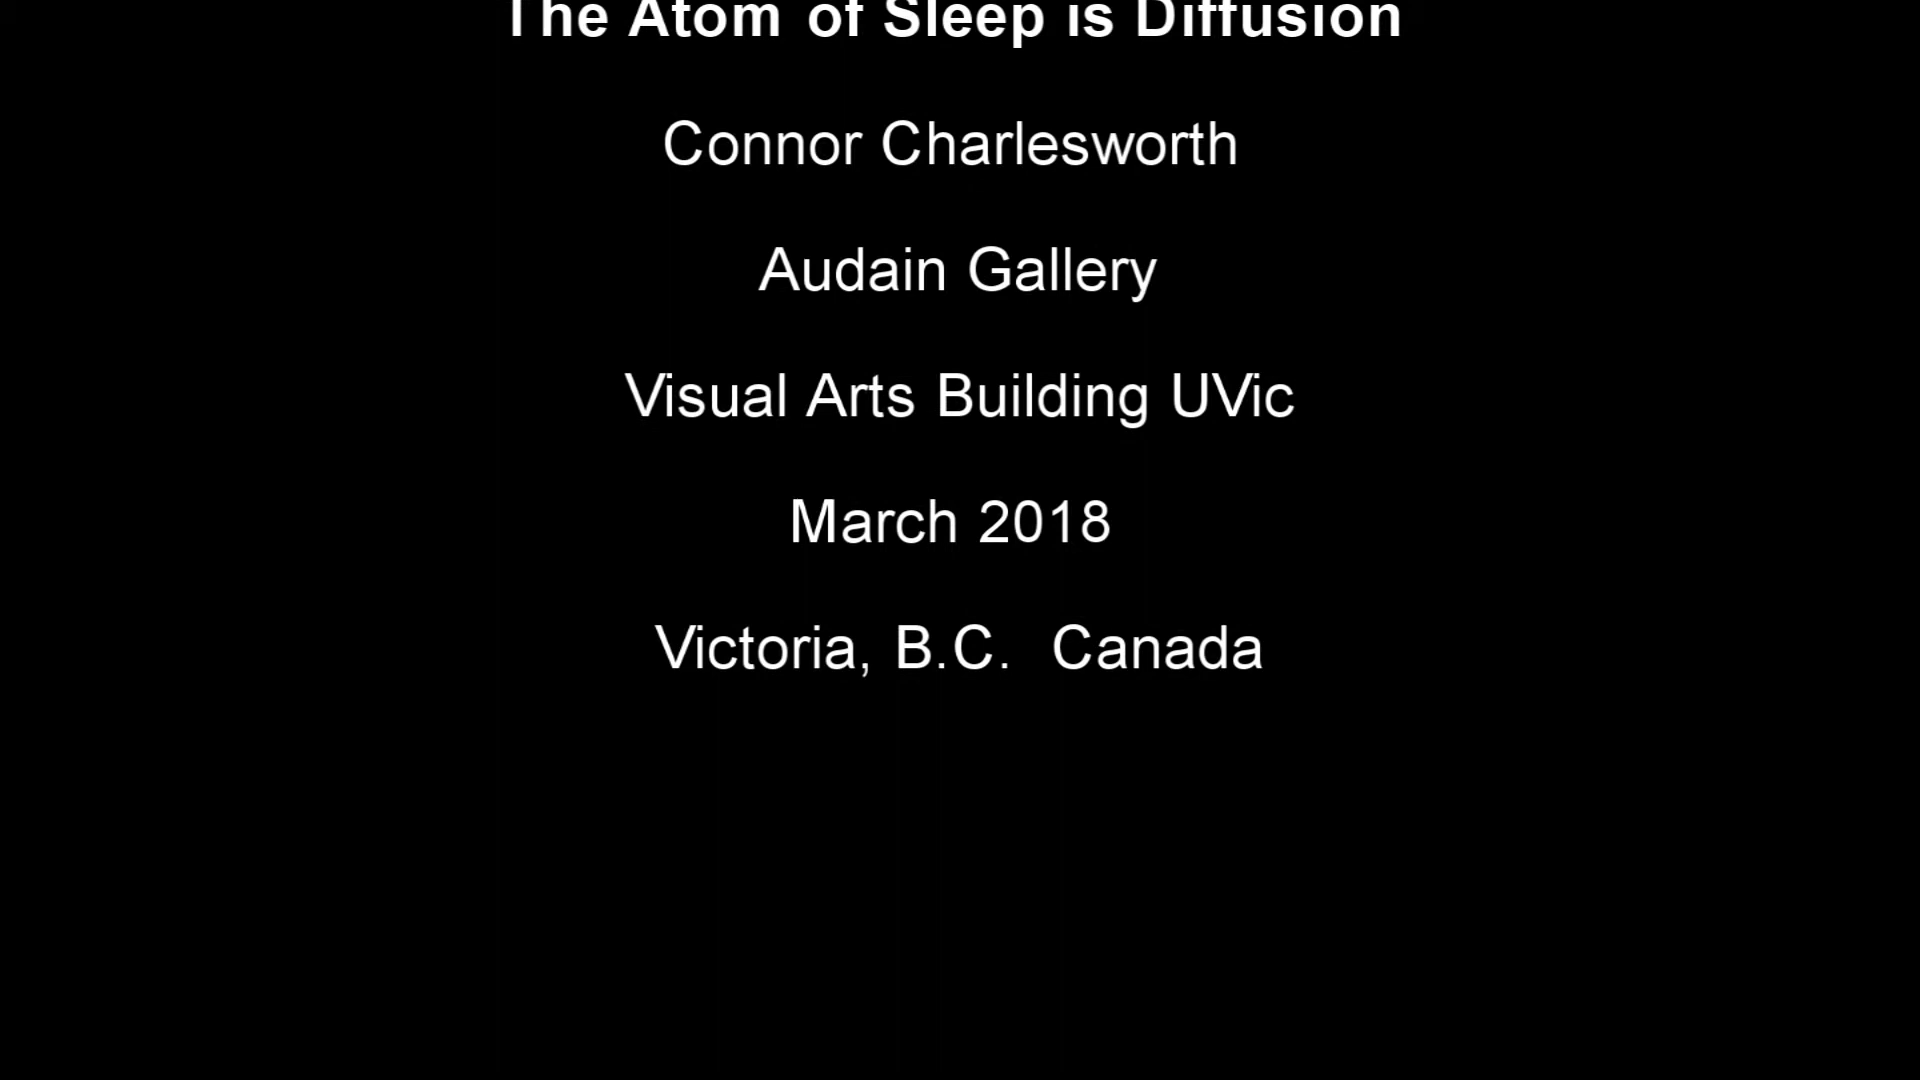 The Atom of Sleep is Diffusion
Connor Charlesworth
Audain Gallery
Visual Arts Building UVic
March 2018
Victoria, B.C.  Canada